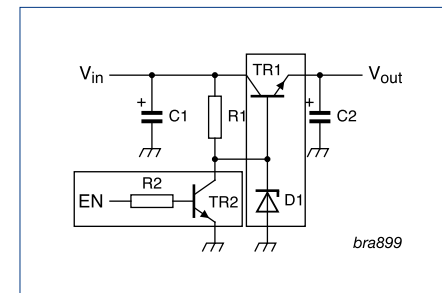 Vin
TR1
Vout
+
C1
R1
+
C2
R2
EN
TR2
D1
bra899